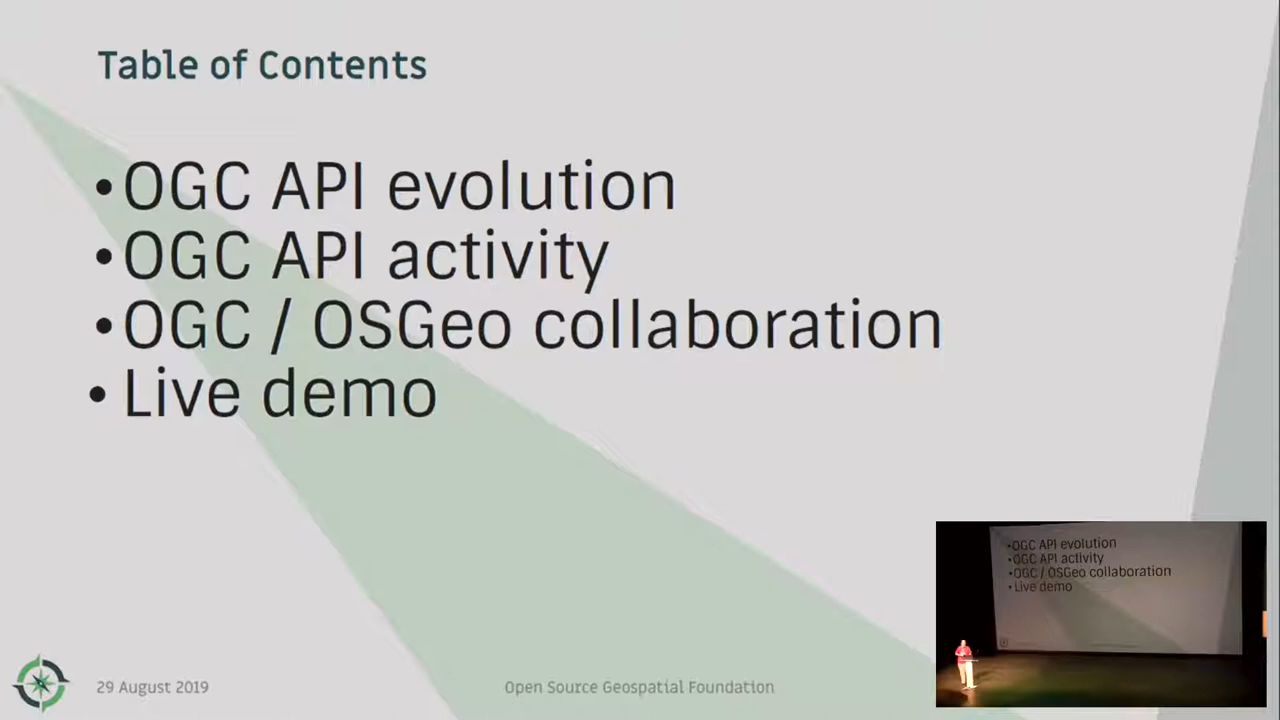 Table of Contents
•OGC API evolution
•OGC API activity
•OGC / OSGeo collaboration
• Live demo
29 August 2019
Open Source Geospatial Foundation
•OGC API evolution
•OGC API activity
•OGC / OSGeo collaboration
• Live demo